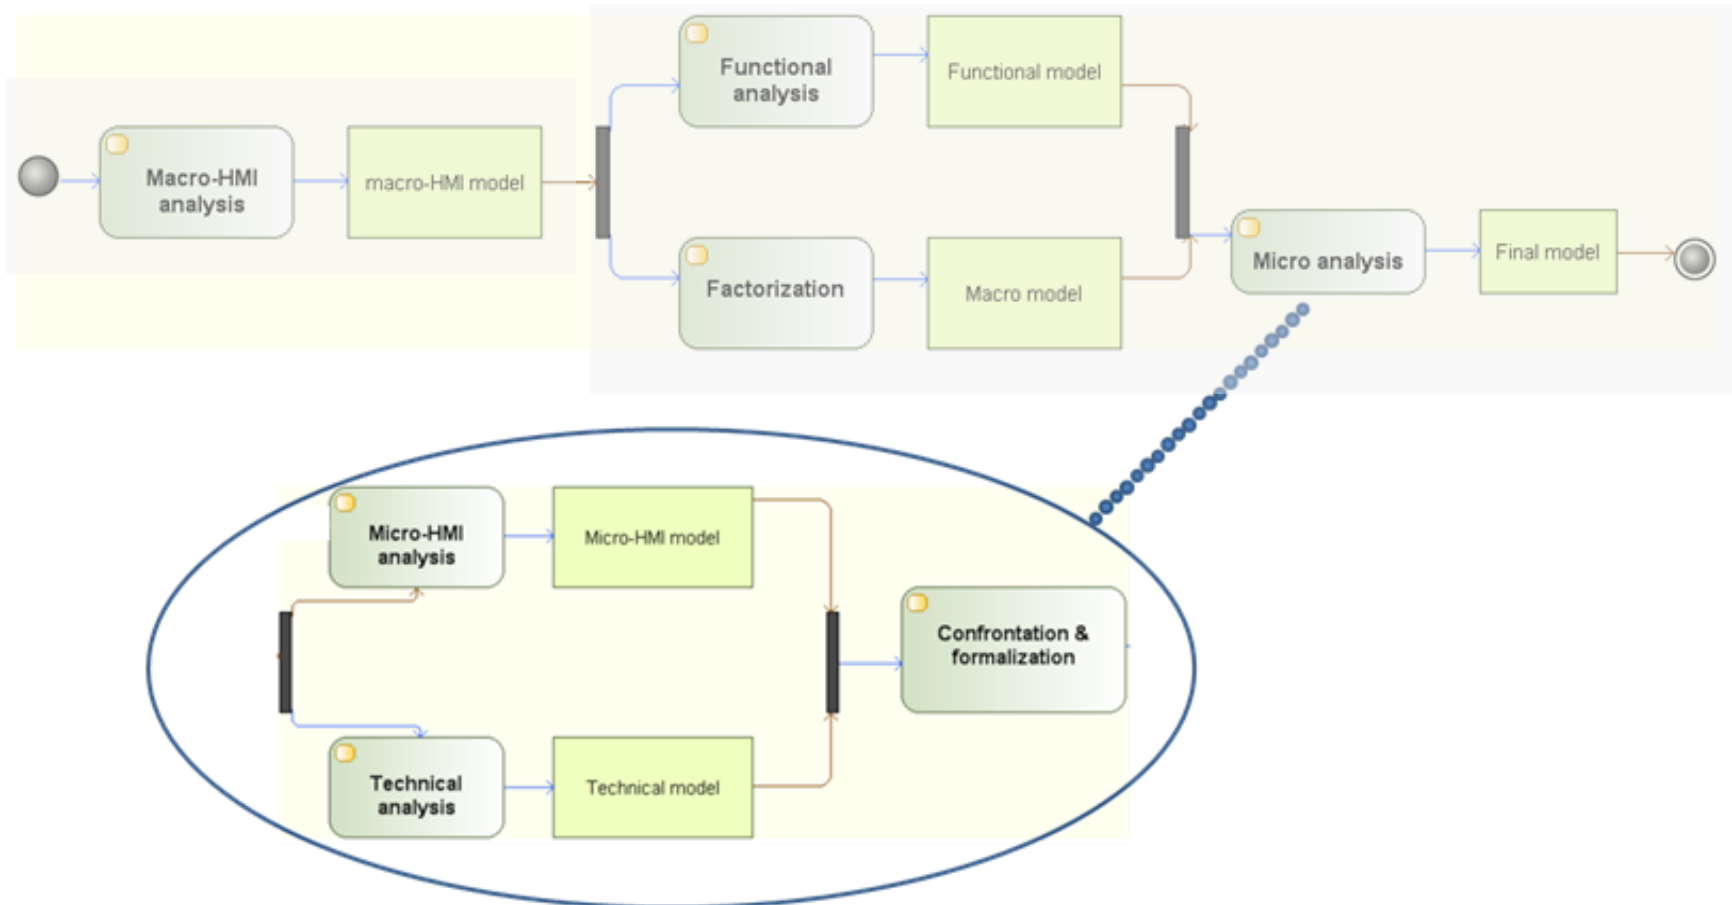 Functional
analysis
Functional model
Macro-HMI
analysis
macro-HMI model
Factorization
Macro model
Micro analysis
Final model
Micro-HMI
analysis
Micro-HMI model
Confrontation &
formalization
Technical
analysis
Technical model